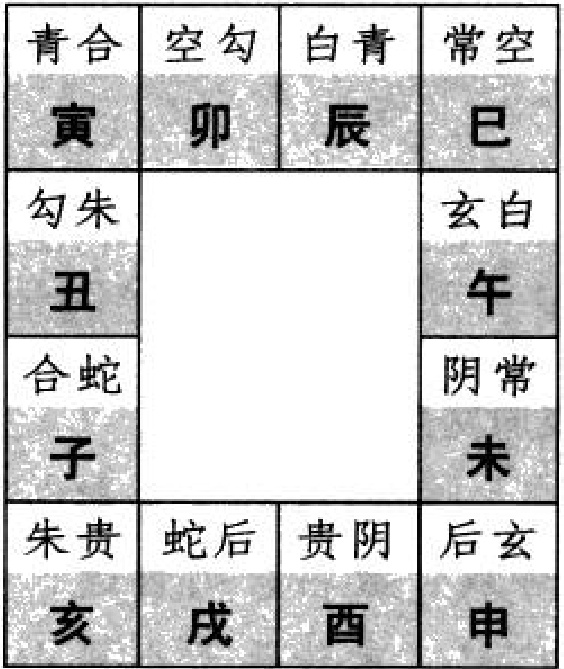 青合 空勾 白青 常空
寅 卯 辰 巳
勾朱 玄白
丑 午
合蛇 阴常
子 未
朱贵 蛇后 贵阴 后玄
亥 戌 酉 申